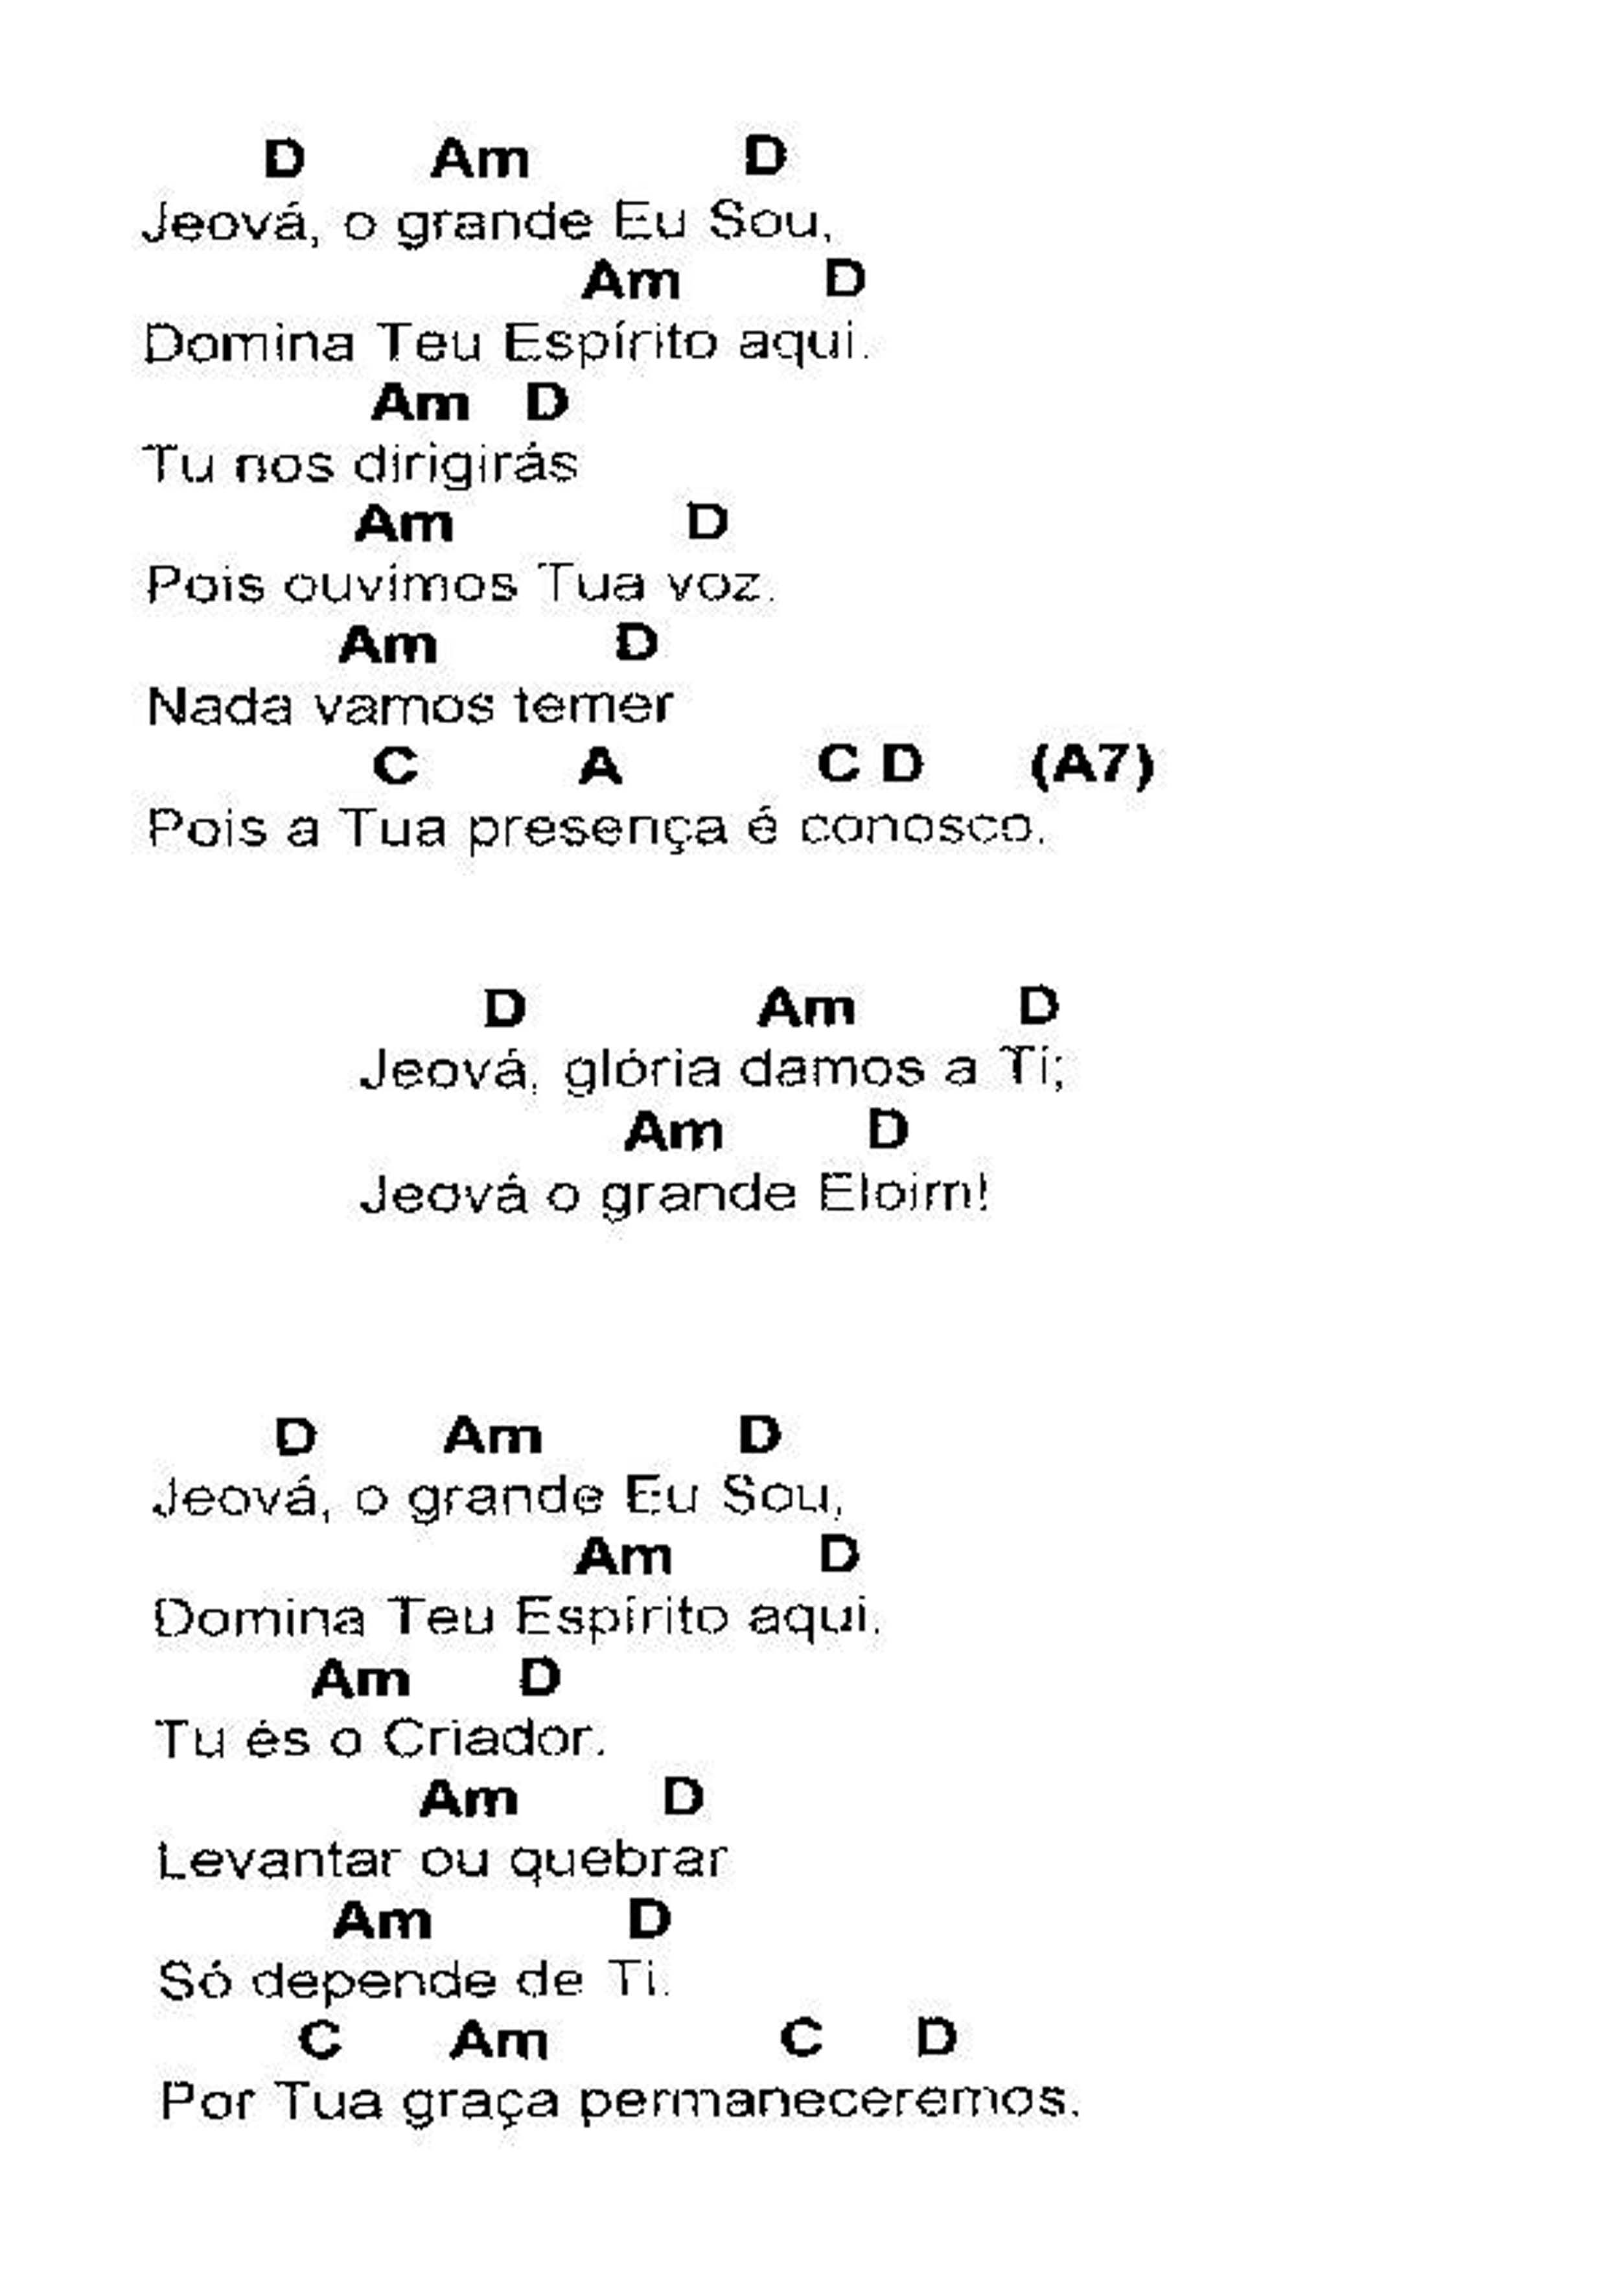 D Am D
Jeová, o grande Eu Sou,
Am D
Domina Teu Espírito aqui.
Am D
Tu nos dirigirás
Am D
Pois ouvímos Tua voz.
Am D
Nada vamos temer
C A C D (A7)
Pois a Tua presença é conosco.
D Am D
Jeová, glória damos a Ti;
Am D
Jeová o grande Eloim!
D Am D
Jeová, o grande Eu Sou,
Am D
Domina Teu Espírito aqui.
Am D
Tu és o Criador.
Am D
Levantar ou quebrar
Am D
Só depende de Ti.
C Am C D
Por Tua graça permaneceremos.